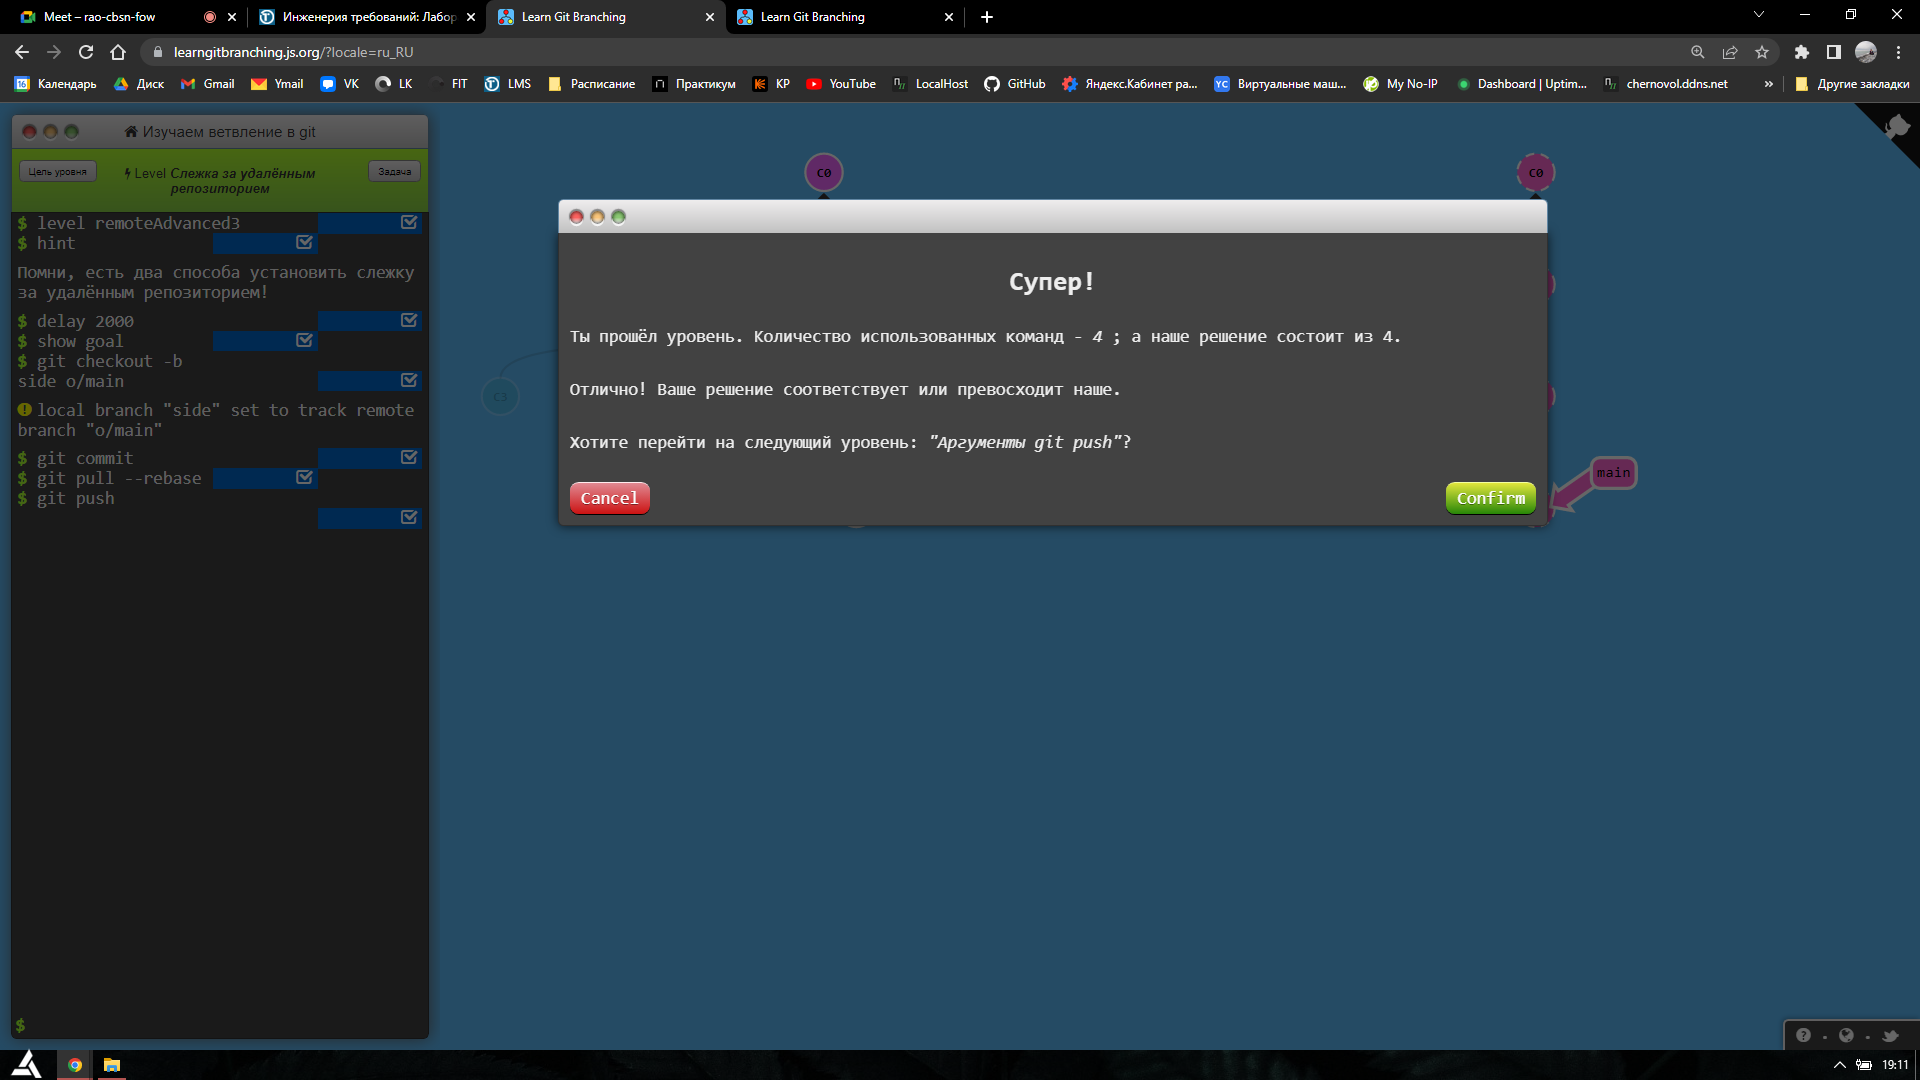 Meet – rao-cbsn-fow
Инженерия требований: Лабор
Learn Git Branching
Learn Git Branching
learngitbranching.js.org/?locale=ru_RU
Календарь
Диск
Gmail
Ymail
VK
LK
FIT
LMS
Расписание
Практикум
КР
YouTube
LocalHost
GitHub
Яндекс.Кабинет ра...
Виртуальные маш...
My No-IP
Dashboard | Uptim...
chernovol.ddns.net
»
Другие закладки
Изучаем ветвление в git
Цель уровня
Level Слежка за удалённым
репозиторием
Задача
$ level remoteAdvanced3
$ hint
Помни, есть два способа установить слежку
за удалённым репозиторием!
$ delay 2000
$ show goal
$ git checkout -b
side o/main
local branch "side" set to track remote
branch "o/main"
$ git commit
$ git pull --rebase
$ git push
$
C0
C0
C3
main
Супер!
Ты прошёл уровень. Количество использованных команд - 4 ; а наше решение состоит из 4.
Отлично! Ваше решение соответствует или превосходит наше.
Хотите перейти на следующий уровень: "Аргументы git push"?
Cancel
Confirm
19:11